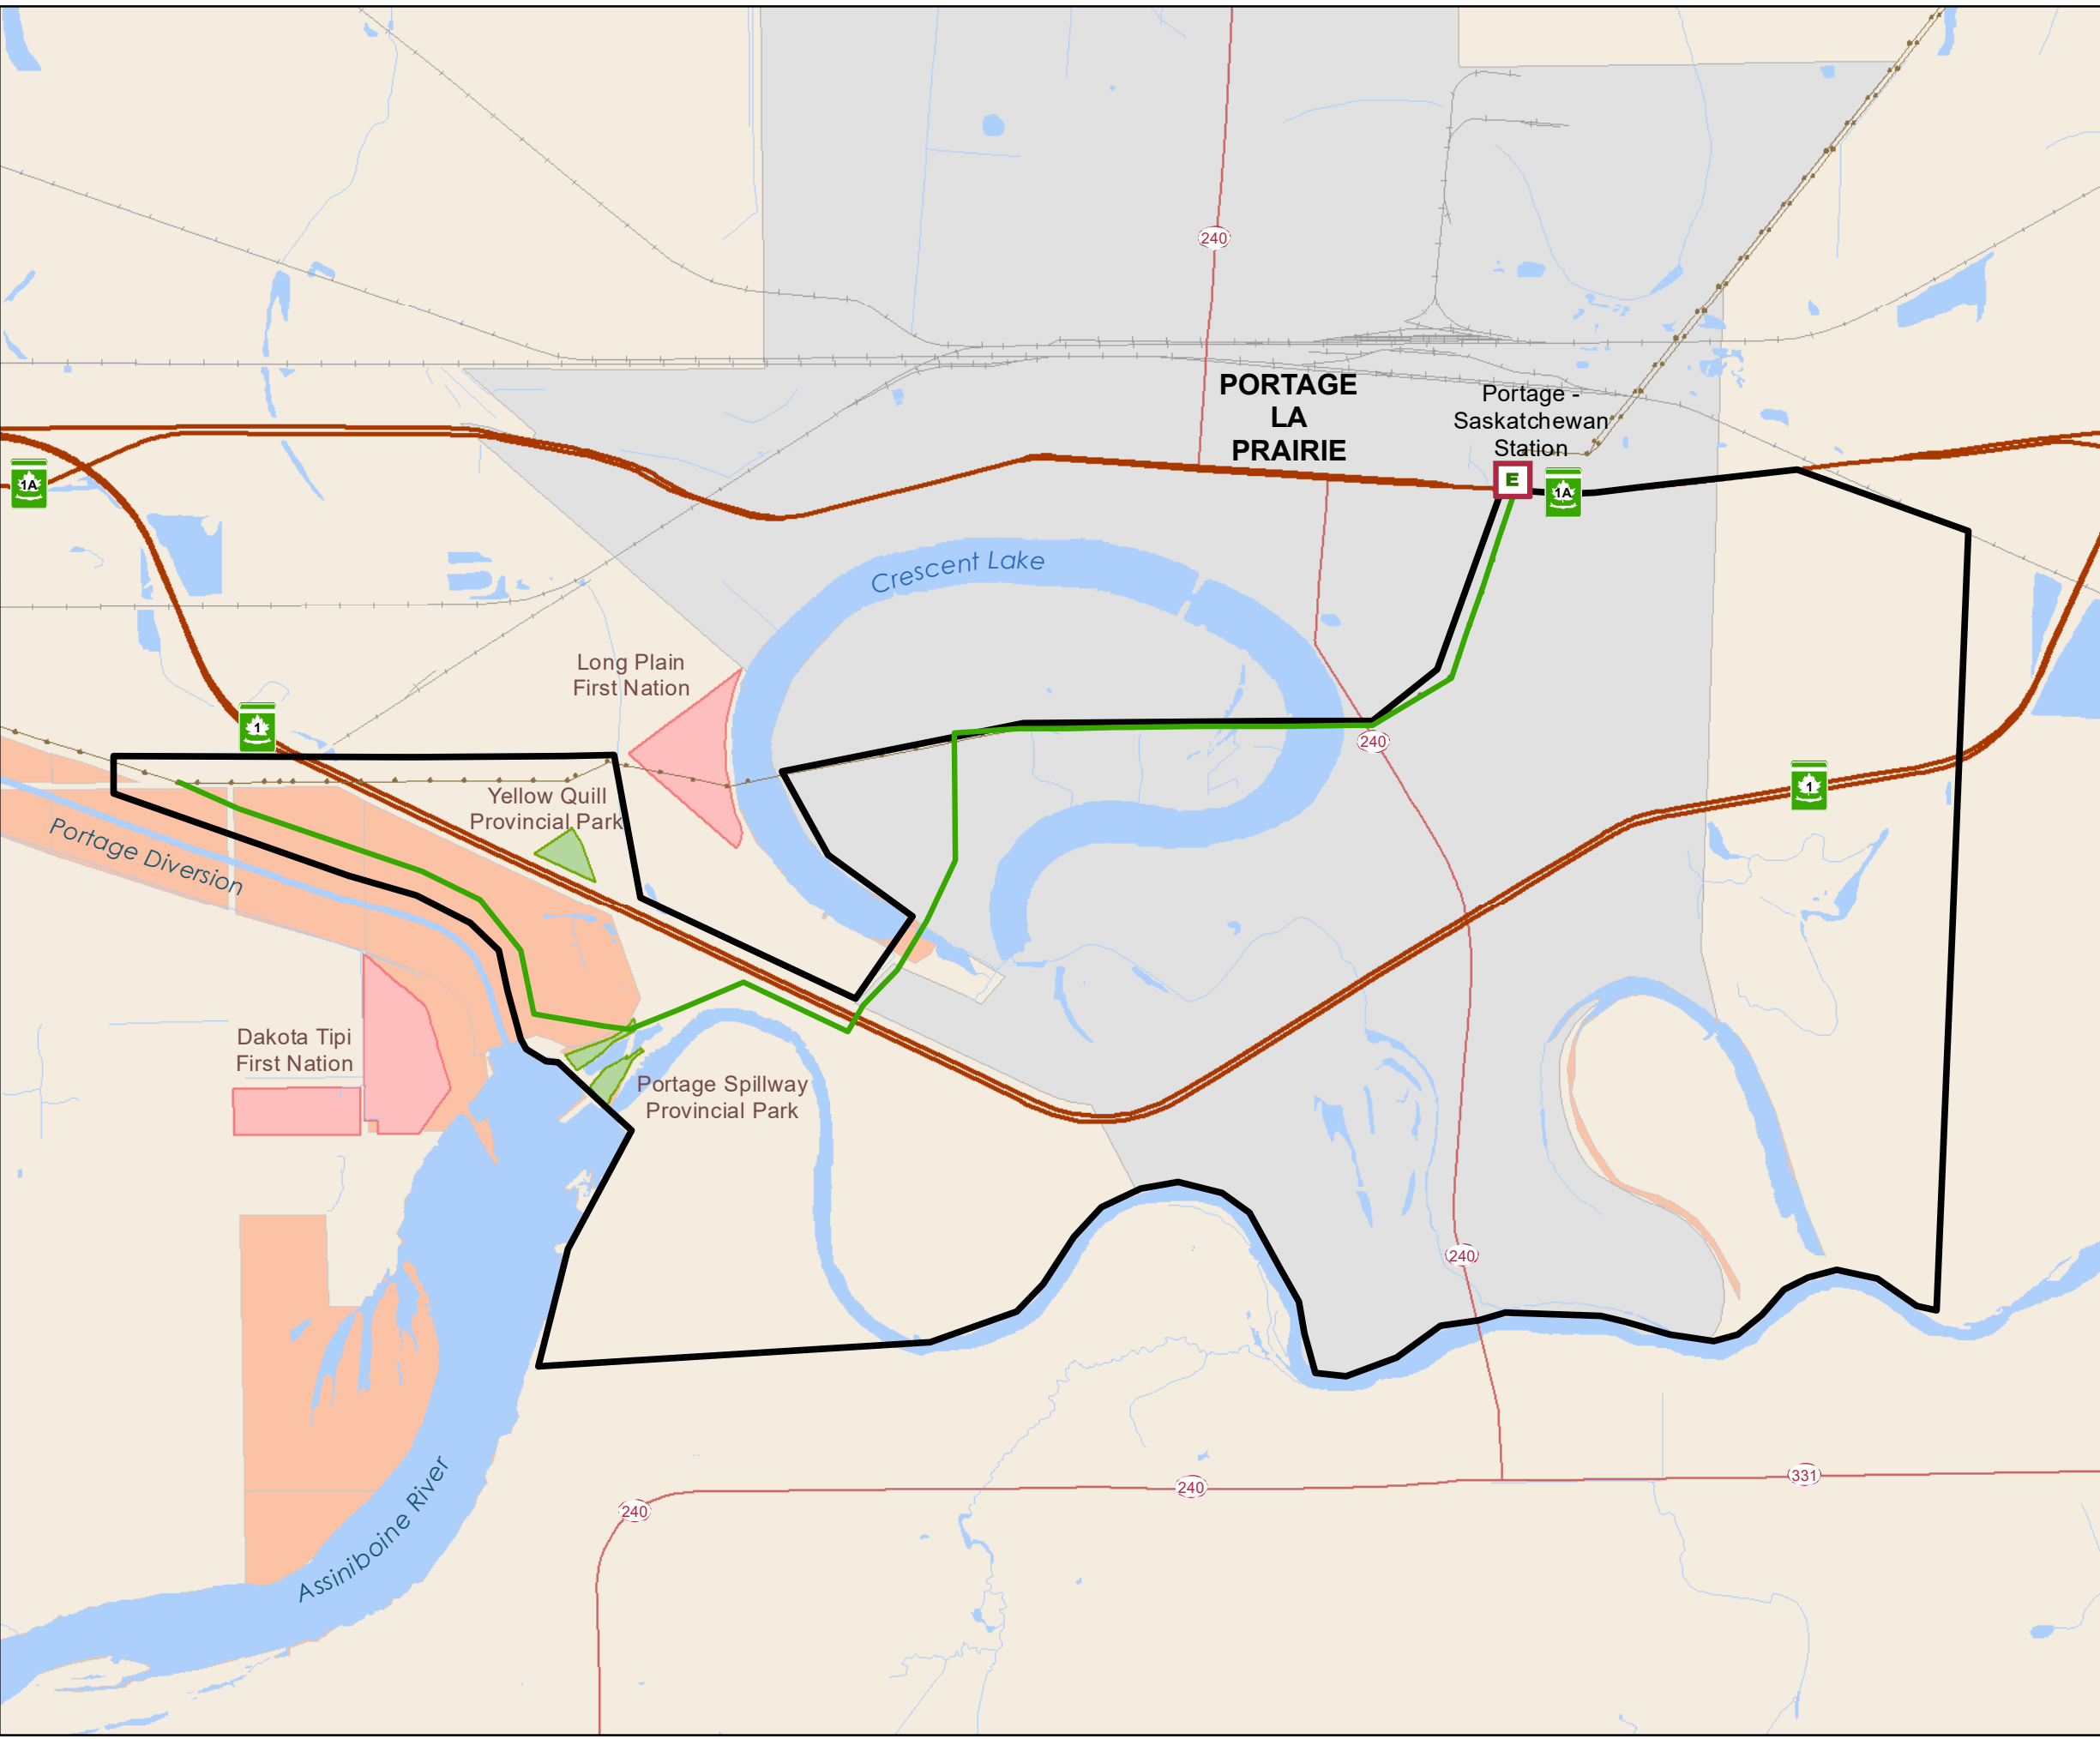 240
PORTAGE
LA
PRAIRIE
Portage -
Saskatchewan
Station
E
1A
1A
Crescent Lake
Long Plain
First Nation
1
240
1
Yellow Quill
Provincial Park
Portage Diversion
Dakota Tipi
First Nation
Portage Spillway
Provincial Park
240
Assiniboine River
240
240
331